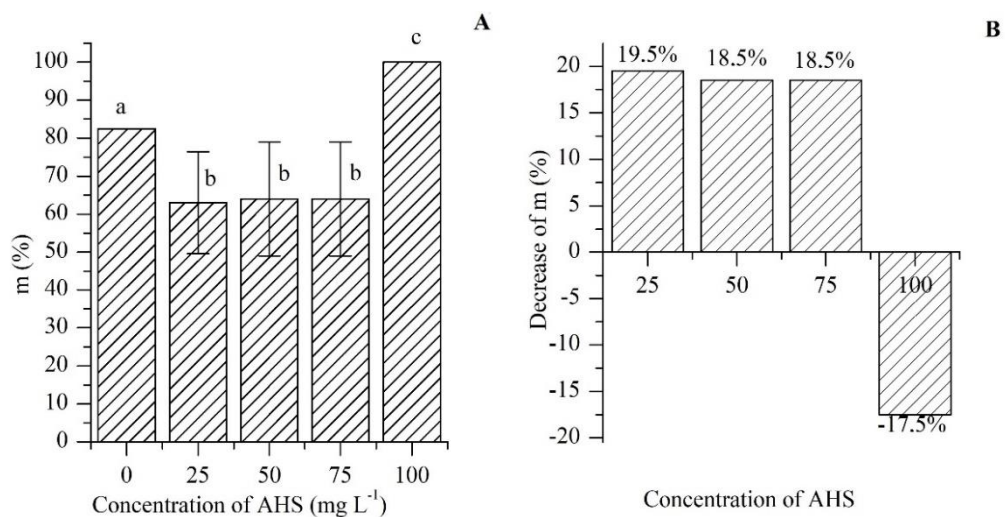 A
m (%)
100
90
80
70
60
50
40
30
20
10
0
a
b
b
b
c
0 25 50 75 100
Concentration of AHS (mg L⁻¹)
B
Decrease of m (%)
20
15
10
5
0
-5
-10
-15
-20
19.5%
18.5%
18.5%
-17.5%
25 50 75 100
Concentration of AHS